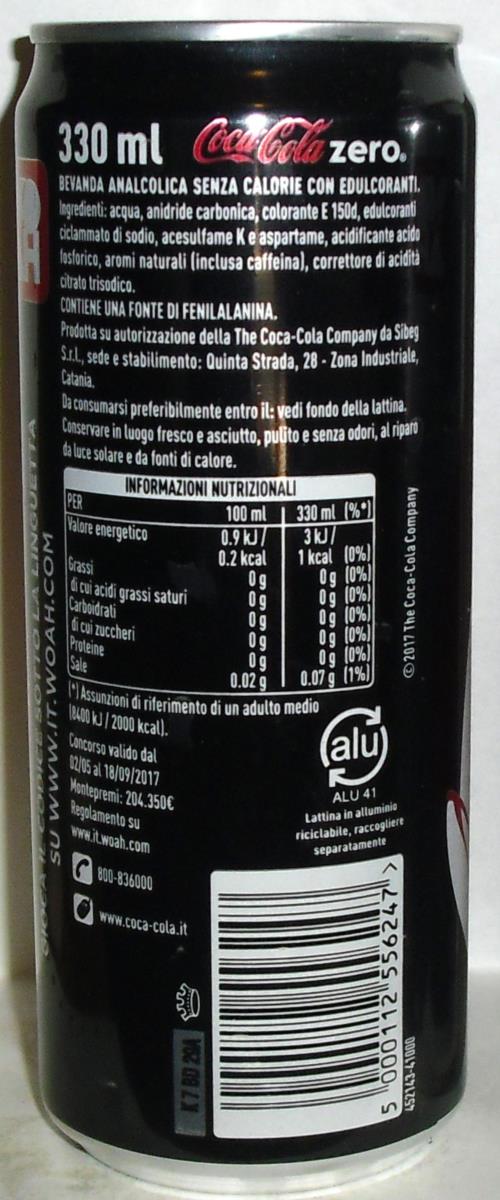 330 ml Coca-Cola zero®
BEVANDA ANALCOLICA SENZA CALORIE CON EDULCORANTI.
Ingredienti: acqua, anidride carbonica, colorante E 150d, edulcoranti
ciclammato di sodio, acesulfame K e aspartame, acidificante acido
fosforico, aromi naturali (inclusa caffeina), correttore di acidità
citrato trisodico.
CONTIENE UNA FONTE DI FENILALANINA.
Prodotta su autorizzazione della The Coca-Cola Company da Sibeg
S.r.l., sede e stabilimento: Quinta Strada, 28 - Zona Industriale,
Catania.
Da consumarsi preferibilmente entro il: vedi fondo della lattina.
Conservare in luogo fresco e asciutto, pulito e senza odori, al riparo
da luce solare e da fonti di calore.
INFORMAZIONI NUTRIZIONALI
PER 100 ml 330 ml (%*)
Valore energetico 0.9 kJ/ 3 kJ/
0.2 kcal 1 kcal (0%)
Grassi 0 g 0 g (0%)
di cui acidi grassi saturi 0 g 0 g (0%)
Carboidrati 0 g 0 g (0%)
di cui zuccheri 0 g 0 g (0%)
Proteine 0 g 0 g (0%)
Sale 0.02 g 0.07 g (1%)
(*) Assunzioni di riferimento di un adulto medio
(8400 kJ / 2000 kcal).
Concorso valido dal
02/05 al 18/09/2017
Montepremi: 204.350€
Regolamento su
www.it.woah.com
800-836000
www.coca-cola.it
alu
ALU 41
Lattina in alluminio
riciclabile, raccogliere
separatamente
© 2017 The Coca-Cola Company
GIOCA IL CODICE SOTTO LA LINGUETTA
SU WWW.IT.WOAH.COM
K 7 BD 29A
5 000112 556247 >
452143-41000